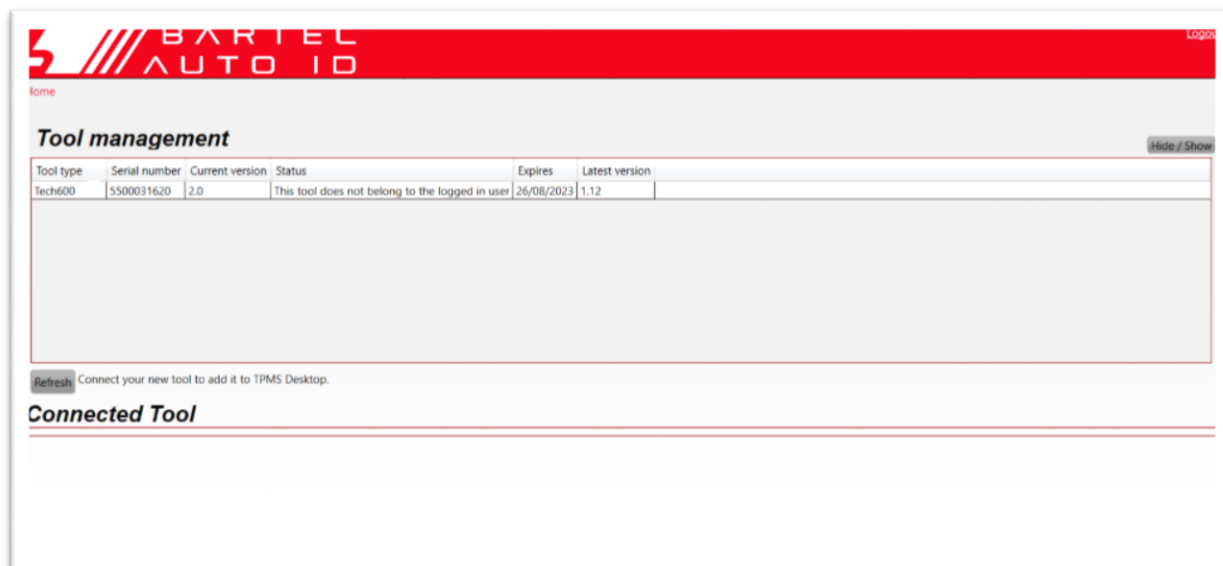 BARTEC
AUTO ID
Logou
Home
Tool management
Hide / Show
Tool type Serial number Current version Status Expires Latest version
Tech600 5500031620 2.0 This tool does not belong to the logged in user 26/08/2023 1.12
Refresh Connect your new tool to add it to TPMS Desktop.
Connected Tool